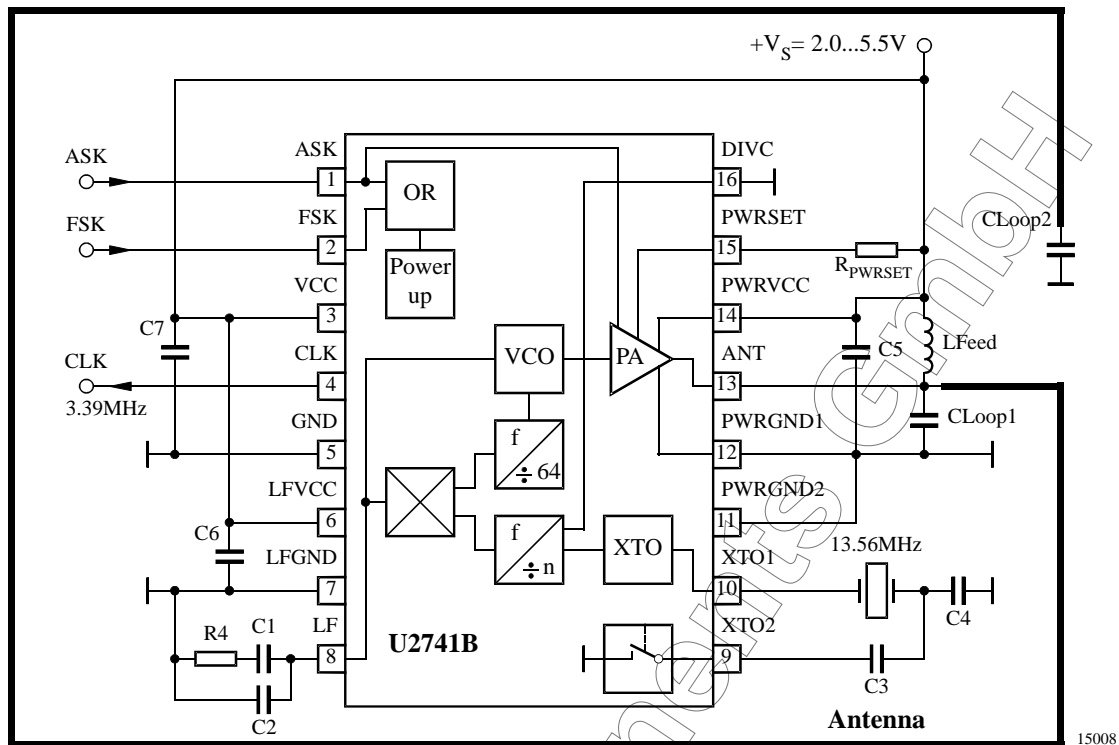 +VS= 2.0...5.5V
ASK
FSK
CLK
3.39MHz
ASK
1
FSK
2
VCC
3
CLK
4
GND
5
LFVCC
6
LFGND
7
LF
8
OR
Power
up
VCO
PA
f
÷ 64
f
÷ n
XTO
U2741B
DIVC
16
PWRSET
15
PWRVCC
14
ANT
13
PWRGND1
12
PWRGND2
11
XTO1
10
XTO2
9
C7
C6
R4
C1
C2
RPWRSET
CLoop2
C5
LFeed
CLoop1
13.56MHz
C4
C3
Antenna
15008
nents GmbH